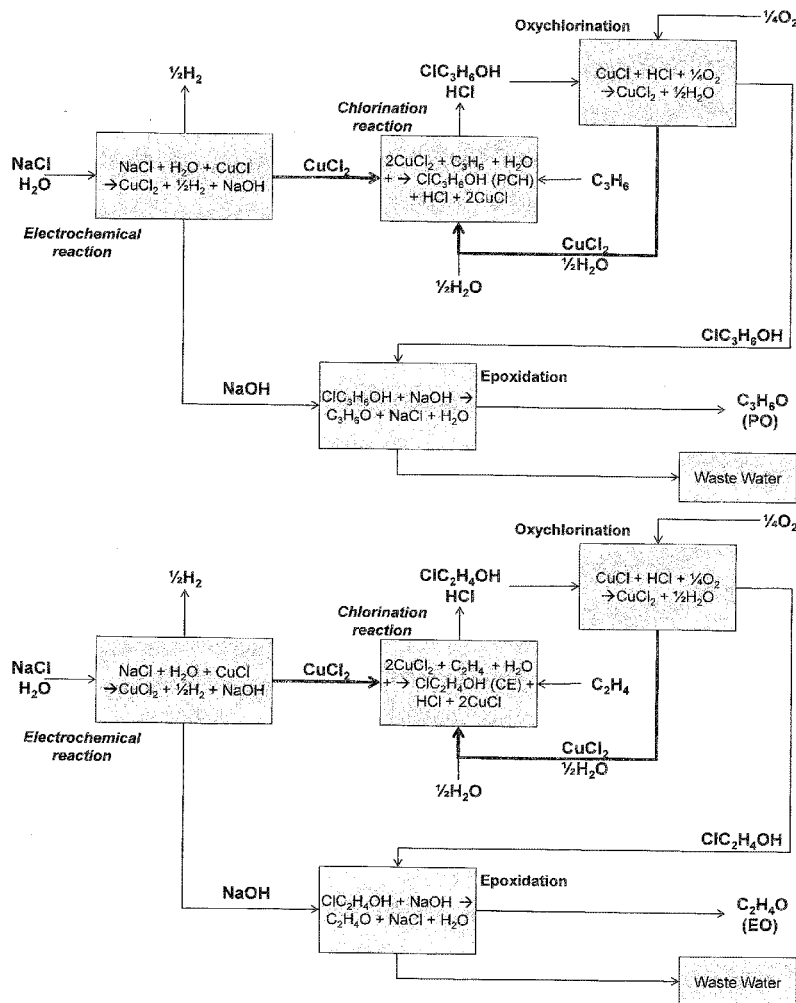 Oxychlorination
¼O₂
½H₂
ClC₃H₆OH
HCl
CuCl + HCl + ¼O₂
→CuCl₂ + ½H₂O
Chlorination
reaction
NaCl
H₂O
NaCl + H₂O + CuCl
→CuCl₂ + ½H₂ + NaOH
CuCl₂
2CuCl₂ + C₃H₆ + H₂O
+ → ClC₃H₆OH (PCH)
+ HCl + 2CuCl
C₃H₆
Electrochemical
reaction
CuCl₂
½H₂O
½H₂O
ClC₃H₆OH
Epoxidation
NaOH
ClC₃H₆OH + NaOH →
C₃H₆O + NaCl + H₂O
C₃H₆O
(PO)
Waste Water
Oxychlorination
¼O₂
½H₂
ClC₂H₄OH
HCl
CuCl + HCl + ¼O₂
→CuCl₂ + ½H₂O
Chlorination
reaction
NaCl
H₂O
NaCl + H₂O + CuCl
→CuCl₂ + ½H₂ + NaOH
CuCl₂
2CuCl₂ + C₂H₄ + H₂O
+ → ClC₂H₄OH (CE) +
HCl + 2CuCl
C₂H₄
Electrochemical
reaction
CuCl₂
½H₂O
½H₂O
ClC₂H₄OH
Epoxidation
NaOH
ClC₂H₄OH + NaOH →
C₂H₄O + NaCl + H₂O
C₂H₄O
(EO)
Waste Water